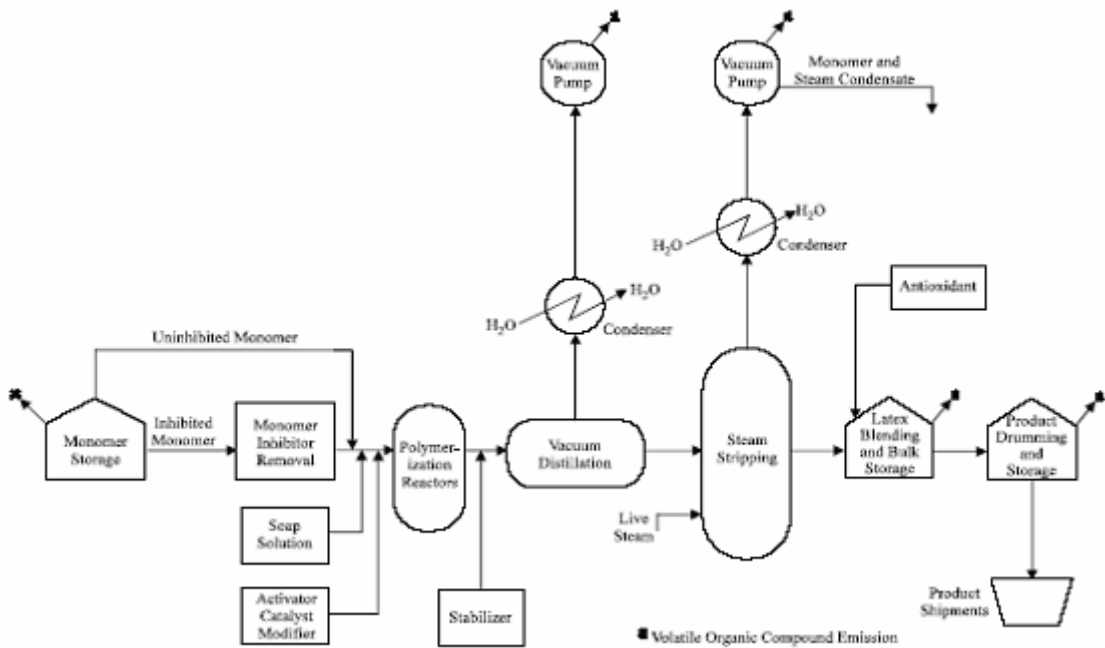 Vacuum
Pump
Vacuum
Pump
Monomer and
Steam Condensate
H2O
H2O
Condenser
H2O
H2O
Condenser
Antioxidant
Uninhibited Monomer
Monomer
Storage
Inhibited
Monomer
Monomer
Inhibitor
Removal
Polymer-
ization
Reactors
Vacuum
Distillation
Steam
Stripping
Latex
Blending
and Bulk
Storage
Product
Drumming
and
Storage
Soap
Solution
Live
Steam
Activator
Catalyst
Modifier
Stabilizer
Product
Shipments
Volatile Organic Compound Emission